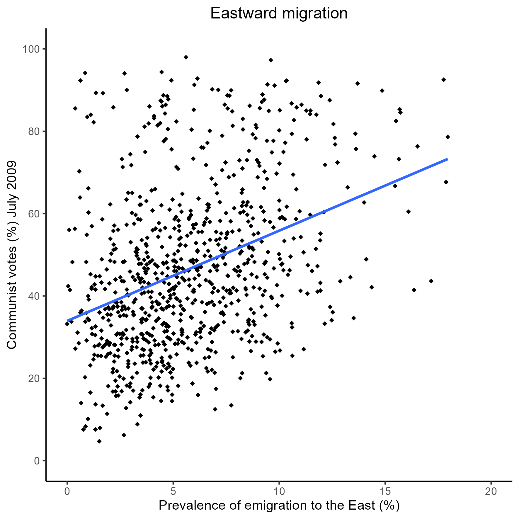 Eastward migration
Communist votes (%) July 2009
100
80
60
40
20
0
0 5 10 15 20
Prevalence of emigration to the East (%)